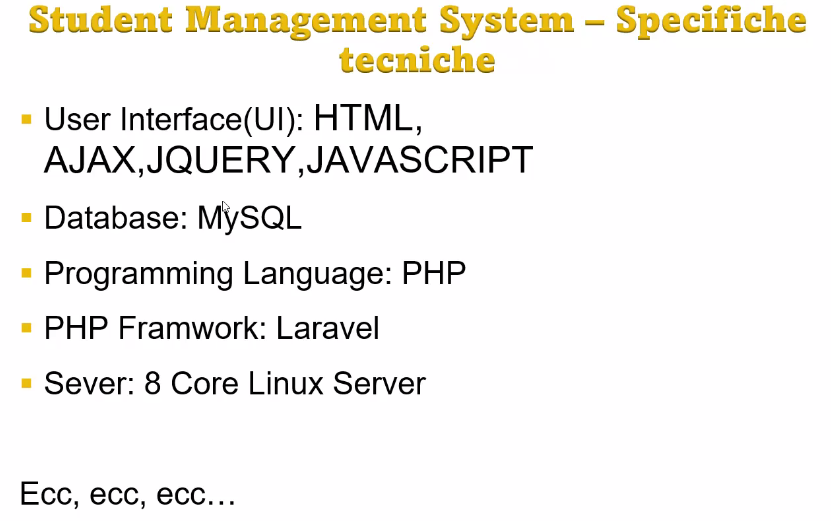 Student Management System – Specifiche
tecniche
User Interface(UI): HTML,
AJAX,JQUERY,JAVASCRIPT
Database: MySQL
Programming Language: PHP
PHP Framwork: Laravel
Sever: 8 Core Linux Server
Ecc, ecc, ecc…